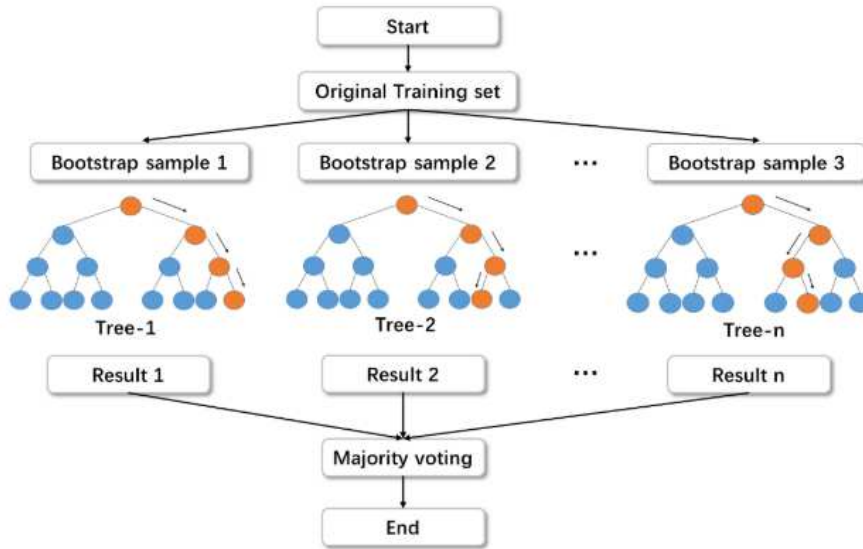 Start
Original Training set
Bootstrap sample 1
Bootstrap sample 2
...
Bootstrap sample 3
...
Tree-1
Tree-2
Tree-n
Result 1
Result 2
...
Result n
Majority voting
End